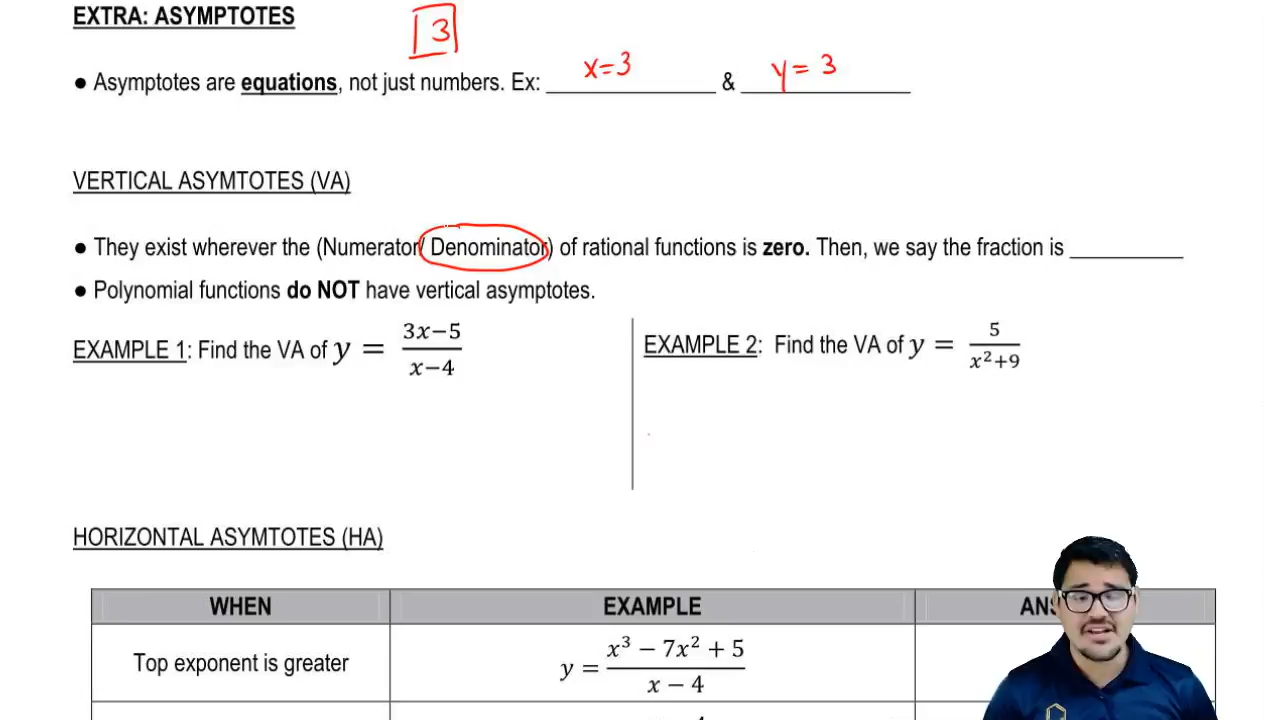 EXTRA: ASYMPTOTES
3
● Asymptotes are equations, not just numbers. Ex: x=3 & y=3
VERTICAL ASYMTOTES (VA)
● They exist wherever the (Numerator/ Denominator) of rational functions is zero. Then, we say the fraction is ________
● Polynomial functions do NOT have vertical asymptotes.
EXAMPLE 1: Find the VA of y = (3x−5)/(x−4)
EXAMPLE 2: Find the VA of y = 5/(x²+9)
HORIZONTAL ASYMTOTES (HA)
WHEN EXAMPLE
Top exponent is greater y = (x³ − 7x² + 5)/(x − 4)